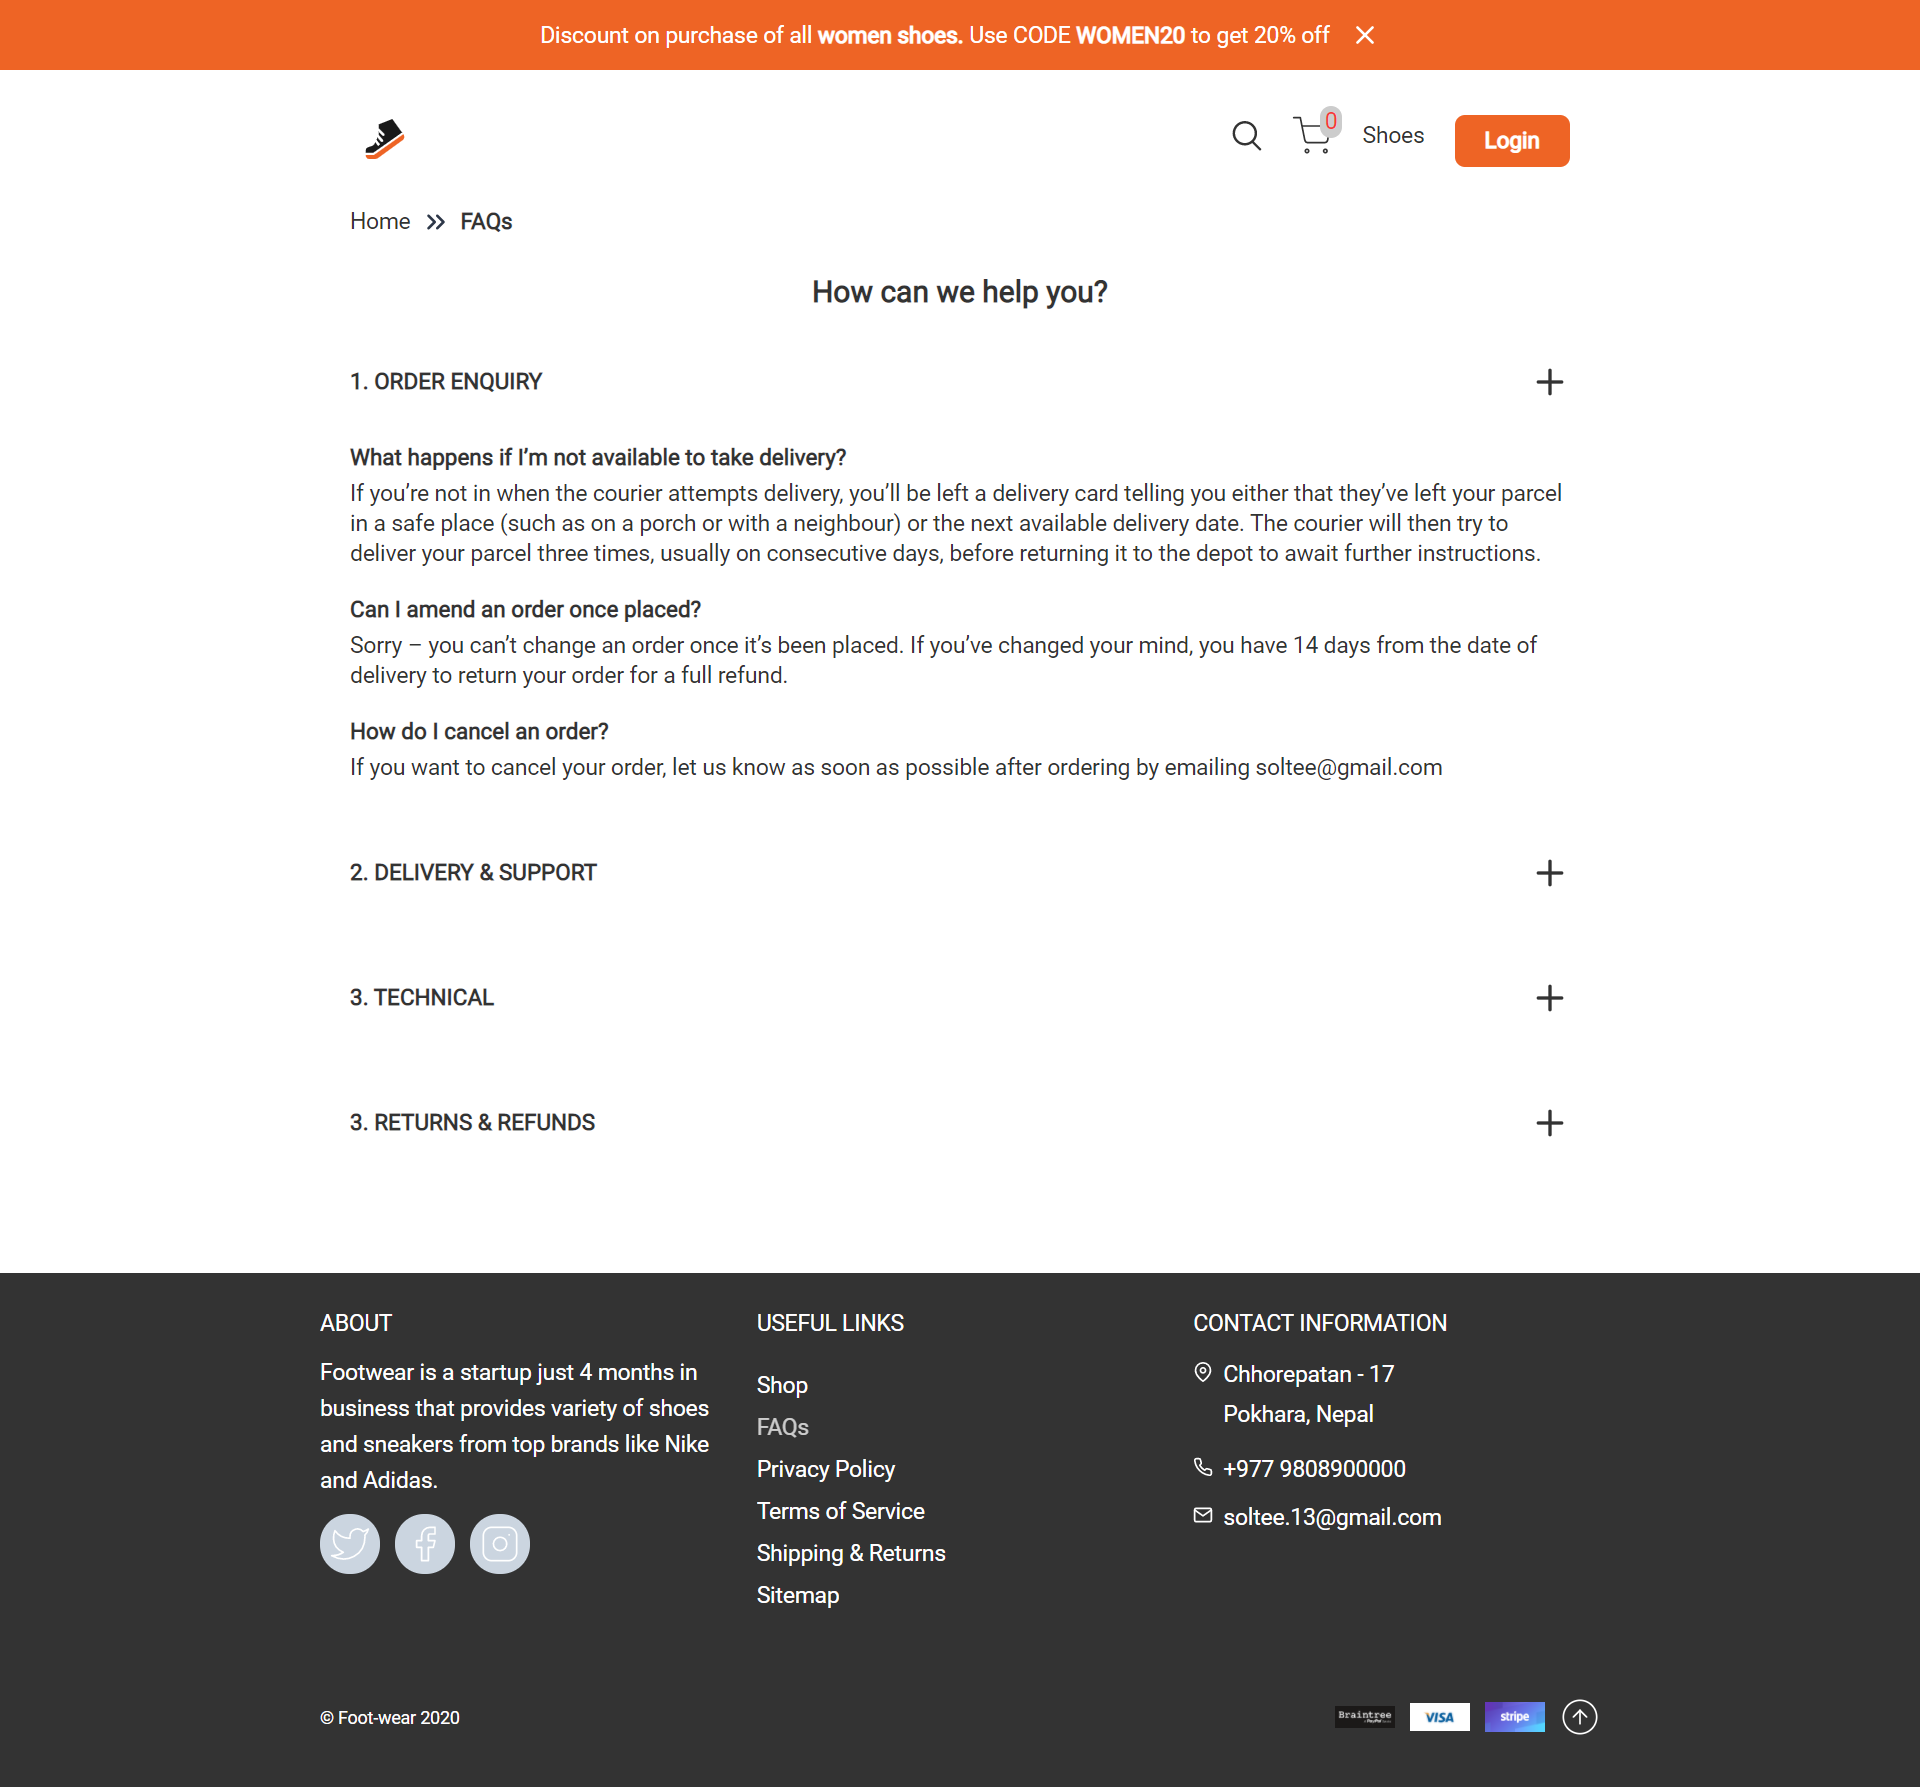 Discount on purchase of all women shoes. Use CODE WOMEN20 to get 20% off
0
Shoes
Login
Home
FAQs
How can we help you?
1. ORDER ENQUIRY
What happens if I’m not available to take delivery?
If you’re not in when the courier attempts delivery, you’ll be left a delivery card telling you either that they’ve left your parcel
in a safe place (such as on a porch or with a neighbour) or the next available delivery date. The courier will then try to
deliver your parcel three times, usually on consecutive days, before returning it to the depot to await further instructions.
Can I amend an order once placed?
Sorry – you can’t change an order once it’s been placed. If you’ve changed your mind, you have 14 days from the date of
delivery to return your order for a full refund.
How do I cancel an order?
If you want to cancel your order, let us know as soon as possible after ordering by emailing soltee@gmail.com
2. DELIVERY & SUPPORT
3. TECHNICAL
3. RETURNS & REFUNDS
ABOUT
Footwear is a startup just 4 months in
business that provides variety of shoes
and sneakers from top brands like Nike
and Adidas.
USEFUL LINKS
Shop
FAQs
Privacy Policy
Terms of Service
Shipping & Returns
Sitemap
CONTACT INFORMATION
Chhorepatan - 17
Pokhara, Nepal
+977 9808900000
soltee.13@gmail.com
© Foot-wear 2020
Braintree
PayPal
VISA
stripe